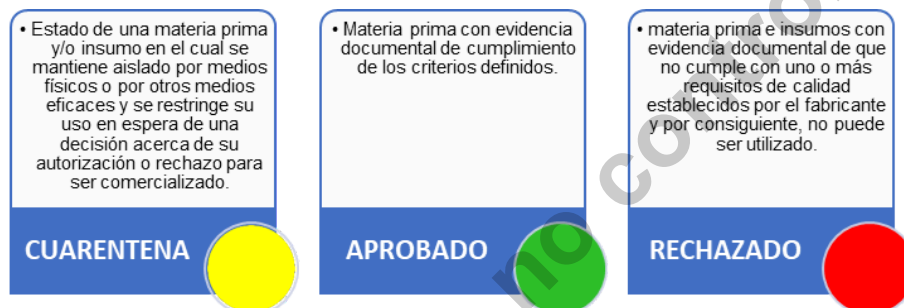 • Estado de una materia prima
y/o insumo en el cual se
mantiene aislado por medios
físicos o por otros medios
eficaces y se restringe su
uso en espera de una
decisión acerca de su
autorización o rechazo para
ser comercializado.
CUARENTENA
• Materia prima con evidencia
documental de cumplimiento
de los criterios definidos.
APROBADO
• materia prima e insumos con
evidencia documental de que
no cumple con uno o más
requisitos de calidad
establecidos por el fabricante
y por consiguiente, no puede
ser utilizado.
RECHAZADO
no contro